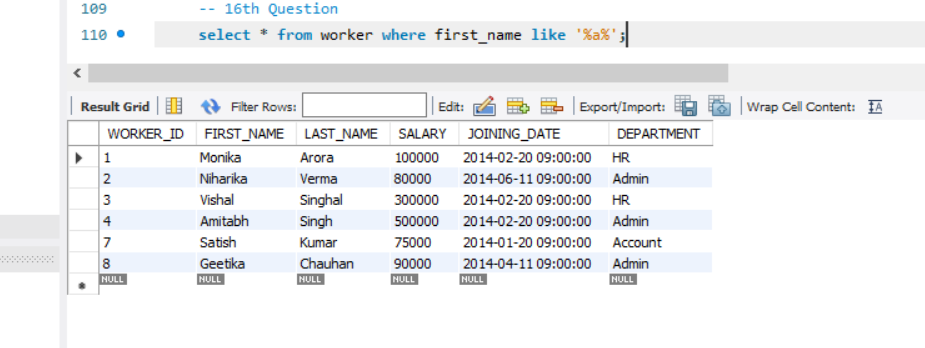 109 -- 16th Question
110 select * from worker where first_name like '%a%';
Result Grid Filter Rows: Edit: Export/Import: Wrap Cell Content: IA
WORKER_ID FIRST_NAME LAST_NAME SALARY JOINING_DATE DEPARTMENT
1 Monika Arora 100000 2014-02-20 09:00:00 HR
2 Niharika Verma 80000 2014-06-11 09:00:00 Admin
3 Vishal Singhal 300000 2014-02-20 09:00:00 HR
4 Amitabh Singh 500000 2014-02-20 09:00:00 Admin
7 Satish Kumar 75000 2014-01-20 09:00:00 Account
8 Geetika Chauhan 90000 2014-04-11 09:00:00 Admin
NULL NULL NULL NULL NULL NULL